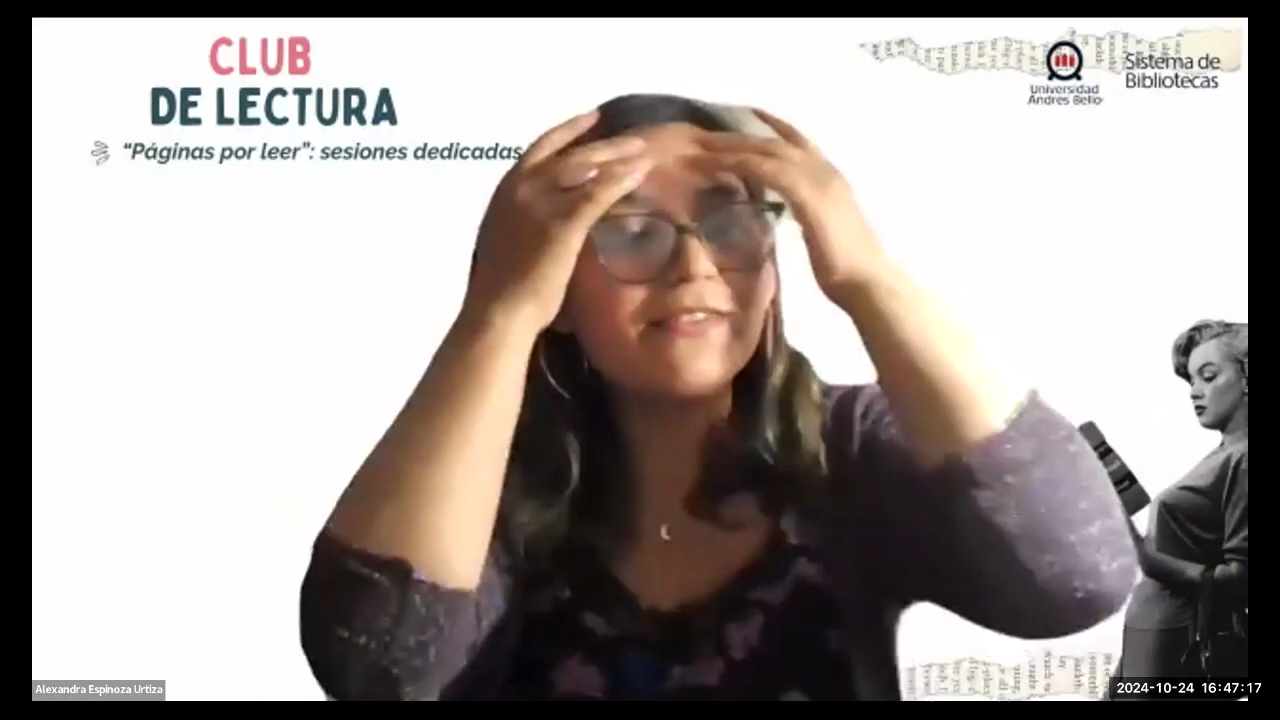 CLUB
DE LECTURA
"Páginas por leer": sesiones dedicadas
Universidad
Andres Bello
Sistema de
Bibliotecas
Alexandra Espinoza Urtiza
2024-10-24 16:47:17